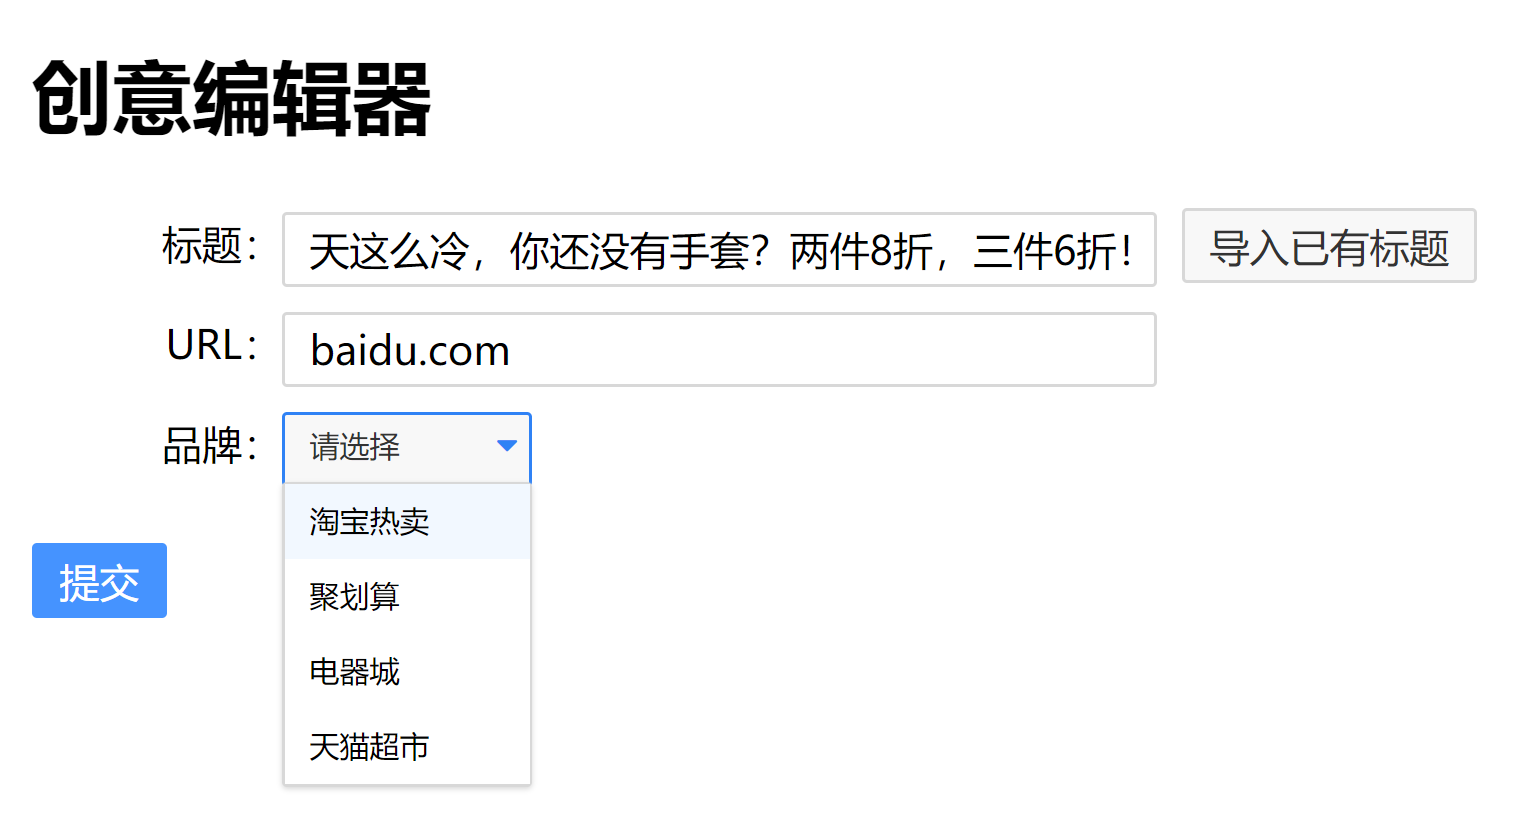 创意编辑器
标题： 天这么冷，你还没有手套？两件8折，三件6折！ 导入已有标题
URL： baidu.com
品牌： 请选择
淘宝热卖
提交
聚划算
电器城
天猫超市